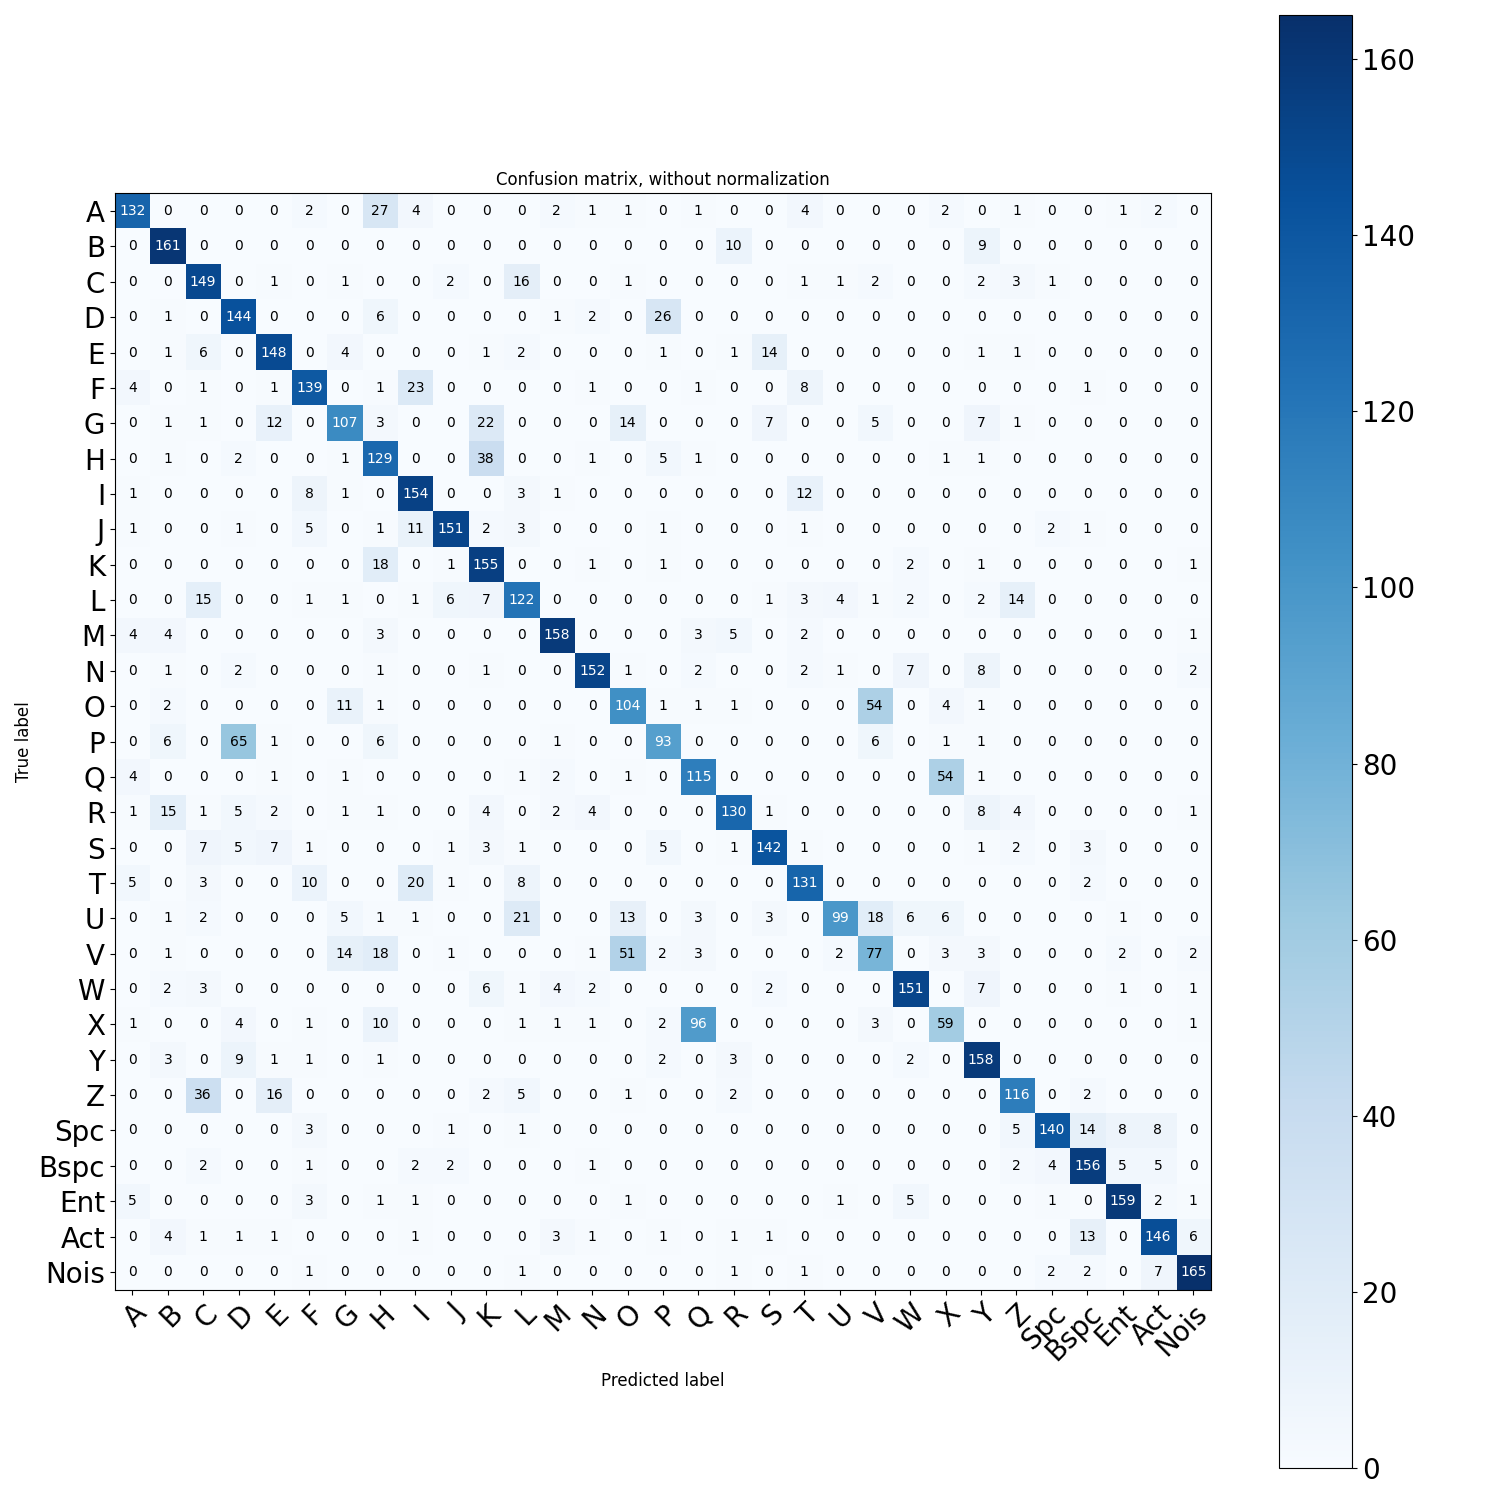 Confusion matrix, without normalization
A 132 0 0 0 0 2 0 27 4 0 0 0 2 1 1 0 1 0 0 4 0 0 0 2 0 1 0 0 1 2 0
B 0 161 0 0 0 0 0 0 0 0 0 0 0 0 0 0 0 10 0 0 0 0 0 0 9 0 0 0 0 0 0
C 0 0 149 0 1 0 1 0 0 2 0 16 0 0 1 0 0 0 0 1 1 2 0 0 2 3 1 0 0 0 0
D 0 1 0 144 0 0 0 6 0 0 0 0 1 2 0 26 0 0 0 0 0 0 0 0 0 0 0 0 0 0 0
E 0 1 6 0 148 0 4 0 0 0 1 2 0 0 0 1 0 1 14 0 0 0 0 0 1 1 0 0 0 0 0
F 4 0 1 0 1 139 0 1 23 0 0 0 0 1 0 0 1 0 0 8 0 0 0 0 0 0 0 1 0 0 0
G 0 1 1 0 12 0 107 3 0 0 22 0 0 0 14 0 0 0 7 0 0 5 0 0 7 1 0 0 0 0 0
H 0 1 0 2 0 0 1 129 0 0 38 0 0 1 0 5 1 0 0 0 0 0 0 1 1 0 0 0 0 0 0
I 1 0 0 0 0 8 1 0 154 0 0 3 1 0 0 0 0 0 0 12 0 0 0 0 0 0 0 0 0 0 0
J 1 0 0 1 0 5 0 1 11 151 2 3 0 0 0 1 0 0 0 1 0 0 0 0 0 0 2 1 0 0 0
K 0 0 0 0 0 0 0 18 0 1 155 0 0 1 0 1 0 0 0 0 0 0 2 0 1 0 0 0 0 0 1
L 0 0 15 0 0 1 1 0 1 6 7 122 0 0 0 0 0 0 1 3 4 1 2 0 2 14 0 0 0 0 0
M 4 4 0 0 0 0 0 3 0 0 0 0 158 0 0 0 3 5 0 2 0 0 0 0 0 0 0 0 0 0 1
N 0 1 0 2 0 0 0 1 0 0 1 0 0 152 1 0 2 0 0 2 1 0 7 0 8 0 0 0 0 0 2
O 0 2 0 0 0 0 11 1 0 0 0 0 0 0 104 1 1 1 0 0 0 54 0 4 1 0 0 0 0 0 0
P 0 6 0 65 1 0 0 6 0 0 0 0 1 0 0 93 0 0 0 0 0 6 0 1 1 0 0 0 0 0 0
Q 4 0 0 0 1 0 1 0 0 0 0 1 2 0 1 0 115 0 0 0 0 0 0 54 1 0 0 0 0 0 0
R 1 15 1 5 2 0 1 1 0 0 4 0 2 4 0 0 0 130 1 0 0 0 0 0 8 4 0 0 0 0 1
S 0 0 7 5 7 1 0 0 0 1 3 1 0 0 0 5 0 1 142 1 0 0 0 0 1 2 0 3 0 0 0
T 5 0 3 0 0 10 0 0 20 1 0 8 0 0 0 0 0 0 0 131 0 0 0 0 0 0 0 2 0 0 0
U 0 1 2 0 0 0 5 1 1 0 0 21 0 0 13 0 3 0 3 0 99 18 6 6 0 0 0 0 1 0 0
V 0 1 0 0 0 0 14 18 0 1 0 0 0 1 51 2 3 0 0 0 2 77 0 3 3 0 0 0 2 0 2
W 0 2 3 0 0 0 0 0 0 0 6 1 4 2 0 0 0 0 2 0 0 0 151 0 7 0 0 0 1 0 1
X 1 0 0 4 0 1 0 10 0 0 0 1 1 1 0 2 96 0 0 0 0 3 0 59 0 0 0 0 0 0 1
Y 0 3 0 9 1 1 0 1 0 0 0 0 0 0 0 2 0 3 0 0 0 0 2 0 158 0 0 0 0 0 0
Z 0 0 36 0 16 0 0 0 0 0 2 5 0 0 1 0 0 2 0 0 0 0 0 0 0 116 0 2 0 0 0
Spc 0 0 0 0 0 3 0 0 0 1 0 1 0 0 0 0 0 0 0 0 0 0 0 0 0 5 140 14 8 8 0
Bspc 0 0 2 0 0 1 0 0 2 2 0 0 0 1 0 0 0 0 0 0 0 0 0 0 0 2 4 156 5 5 0
Ent 5 0 0 0 0 3 0 1 1 0 0 0 0 0 1 0 0 0 0 0 1 0 5 0 0 0 1 0 159 2 1
Act 0 4 1 1 1 0 0 0 1 0 0 0 3 1 0 1 0 1 1 0 0 0 0 0 0 0 0 13 0 146 6
Nois 0 0 0 0 0 1 0 0 0 0 0 1 0 0 0 0 0 1 0 1 0 0 0 0 0 0 2 2 0 7 165
A B C D E F G H I J K L M N O P Q R S T U V W X Y Z Spc Bspc Ent Act Nois
Predicted label
True label
160
140
120
100
80
60
40
20
0